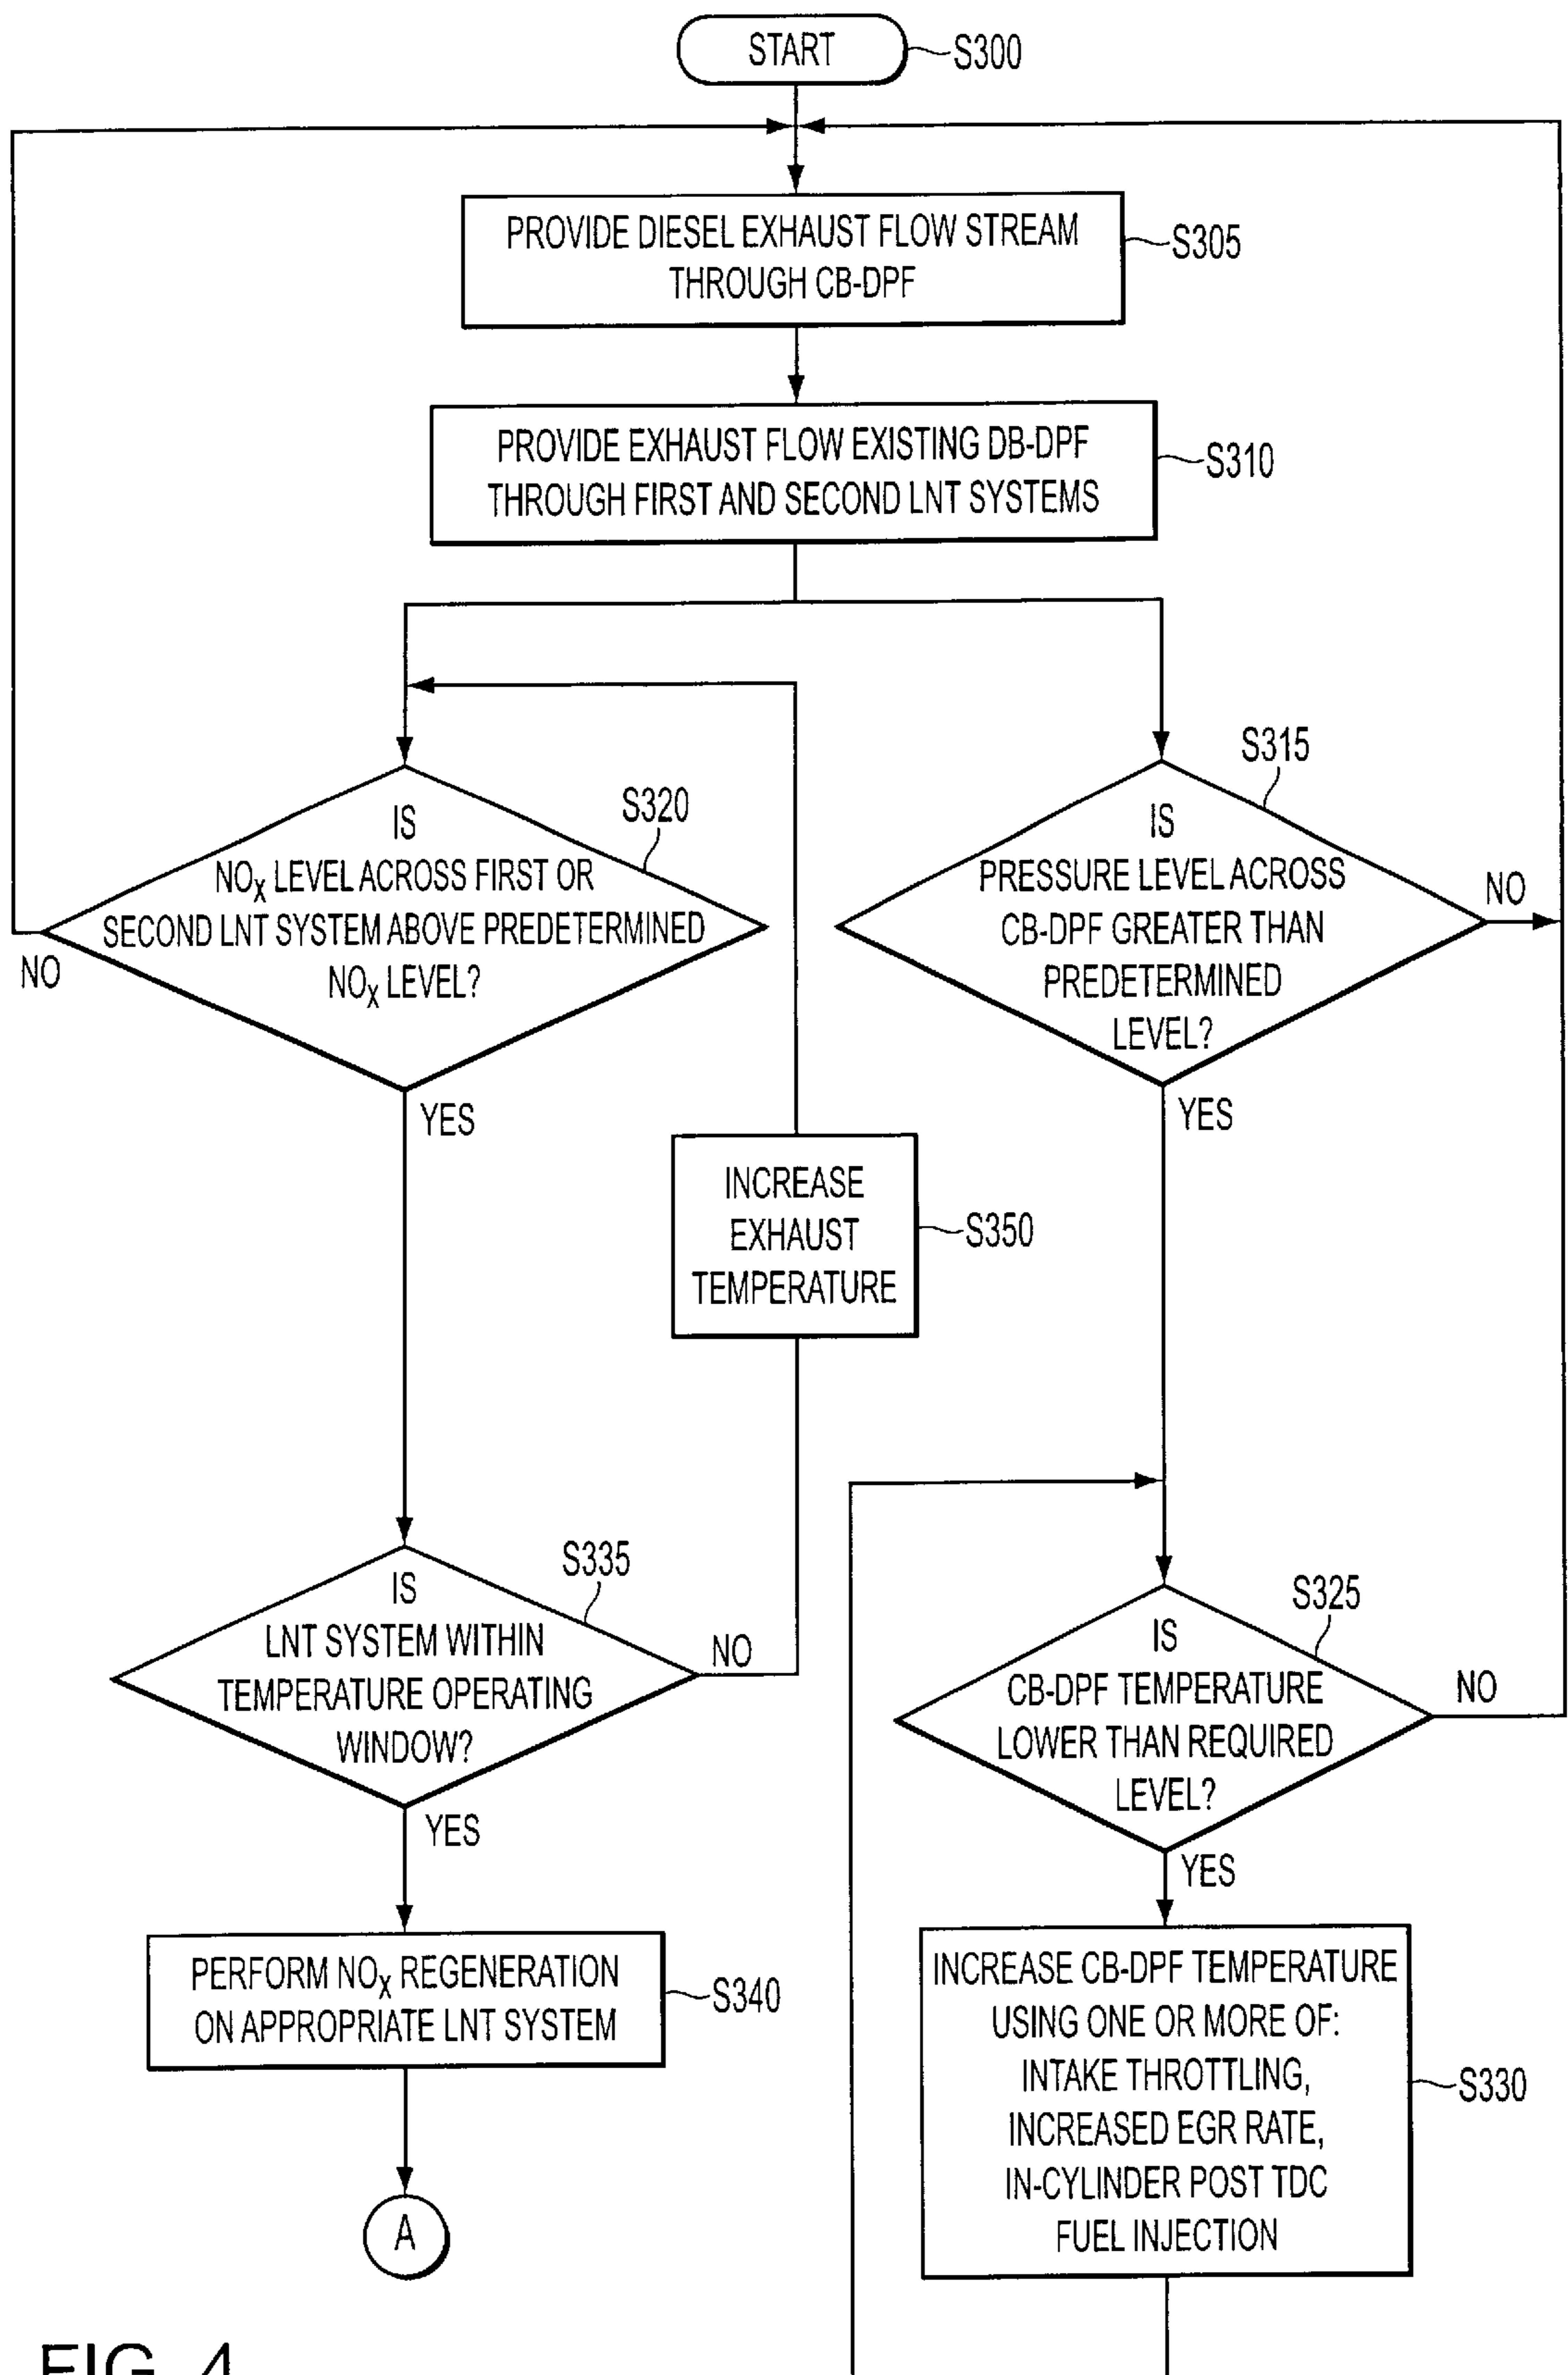 START
S300
PROVIDE DIESEL EXHAUST FLOW STREAM
THROUGH CB-DPF
S305
PROVIDE EXHAUST FLOW EXISTING DB-DPF
THROUGH FIRST AND SECOND LNT SYSTEMS
S310
S320
IS
NOX LEVEL ACROSS FIRST OR
SECOND LNT SYSTEM ABOVE PREDETERMINED
NOX LEVEL?
NO
YES
S315
IS
PRESSURE LEVEL ACROSS
CB-DPF GREATER THAN
PREDETERMINED
LEVEL?
NO
YES
INCREASE
EXHAUST
TEMPERATURE
S350
S335
IS
LNT SYSTEM WITHIN
TEMPERATURE OPERATING
WINDOW?
NO
YES
S325
IS
CB-DPF TEMPERATURE
LOWER THAN REQUIRED
LEVEL?
NO
YES
PERFORM NOX REGENERATION
ON APPROPRIATE LNT SYSTEM
S340
INCREASE CB-DPF TEMPERATURE
USING ONE OR MORE OF:
INTAKE THROTTLING,
INCREASED EGR RATE,
IN-CYLINDER POST TDC
FUEL INJECTION
S330
A
FIG. 4